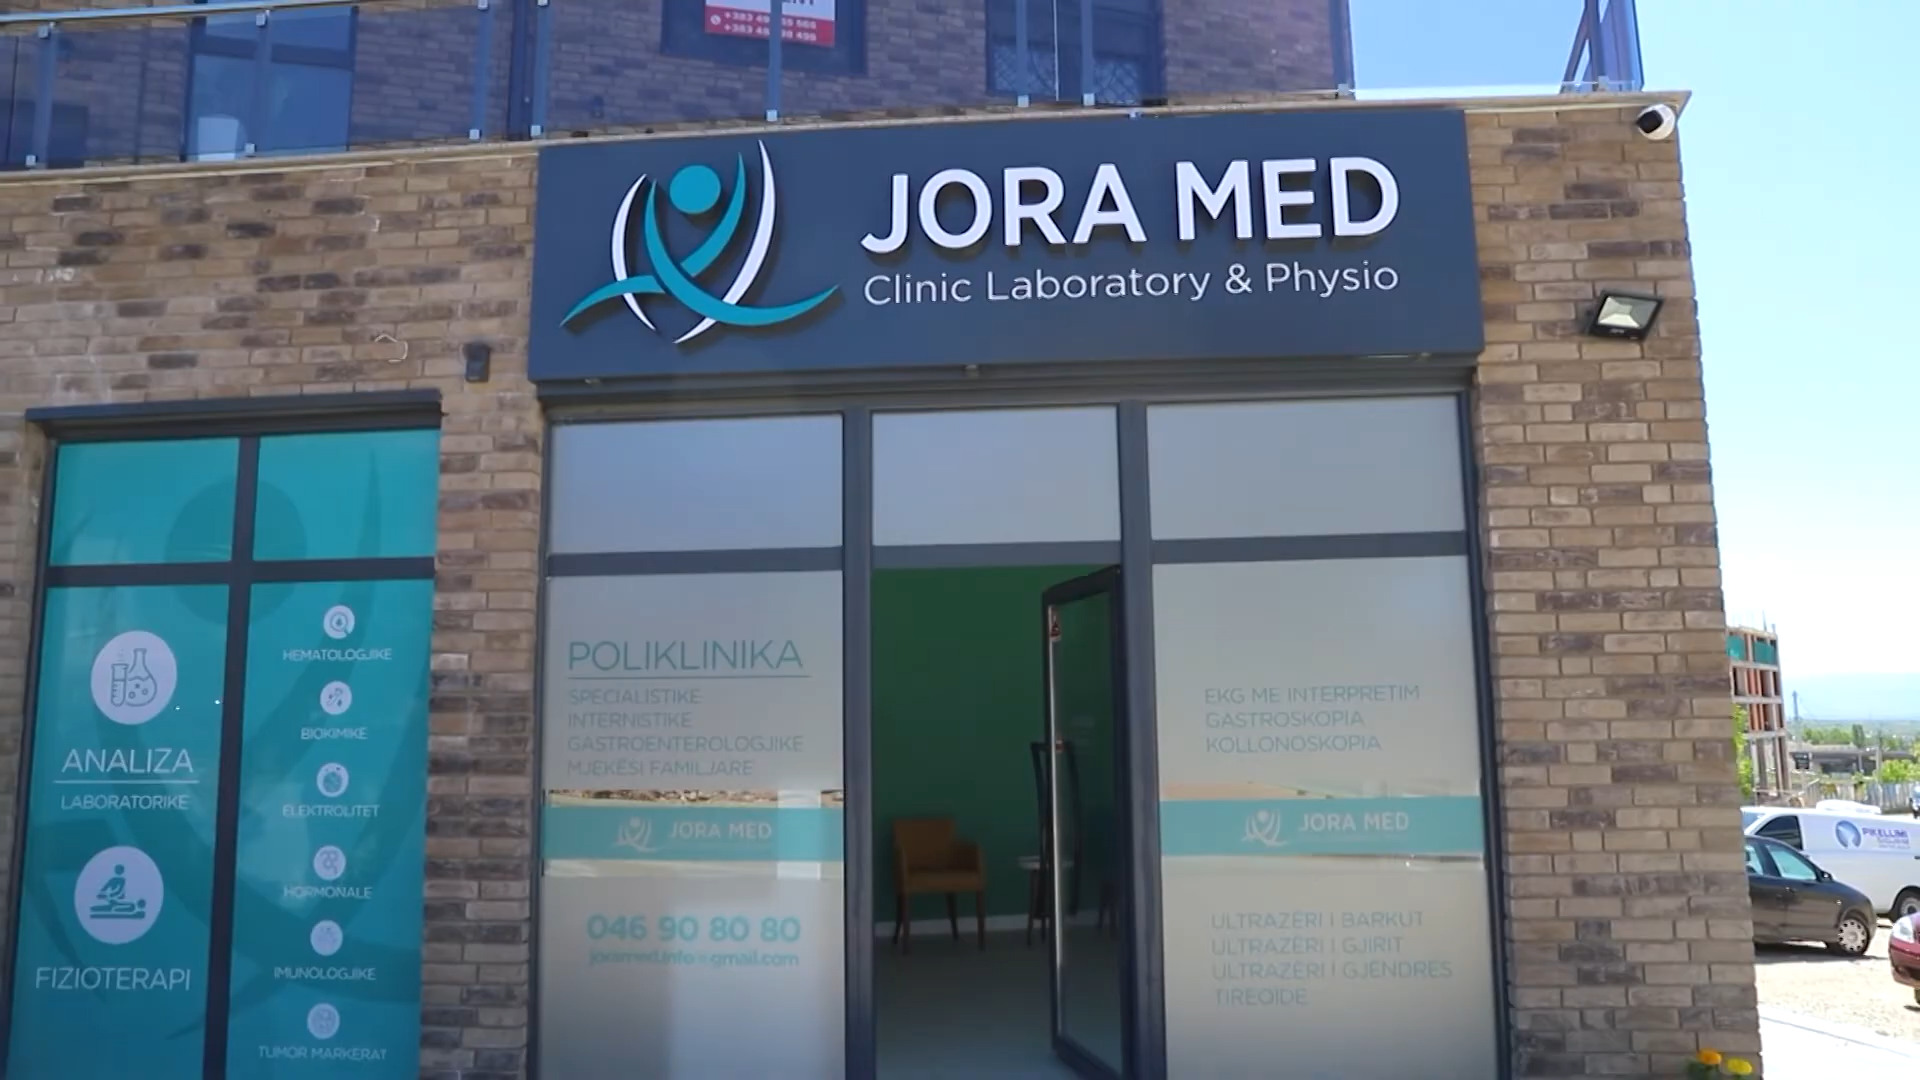 JORA MED
Clinic Laboratory & Physio
ANALIZA
LABORATORIKE
FIZIOTERAPI
HEMATOLOGJIKE
BIOKIMIKE
ELEKTROLITET
HORMONALE
IMUNOLOGJIKE
TUMOR MARKERAT
POLIKLINIKA
SPECIALISTIKE
INTERNISTIKE
GASTROENTEROLOGJIKE
MJEKËSI FAMILJARE
JORA MED
046 90 80 80
joramed.info@gmail.com
EKG ME INTERPRETIM
GASTROSKOPIA
KOLLONOSKOPIA
JORA MED
ULTRAZËRI I BARKUT
ULTRAZËRI I GJIRIT
ULTRAZËRI I GJENDRËS
TIREOIDE
PIKËLLIMI